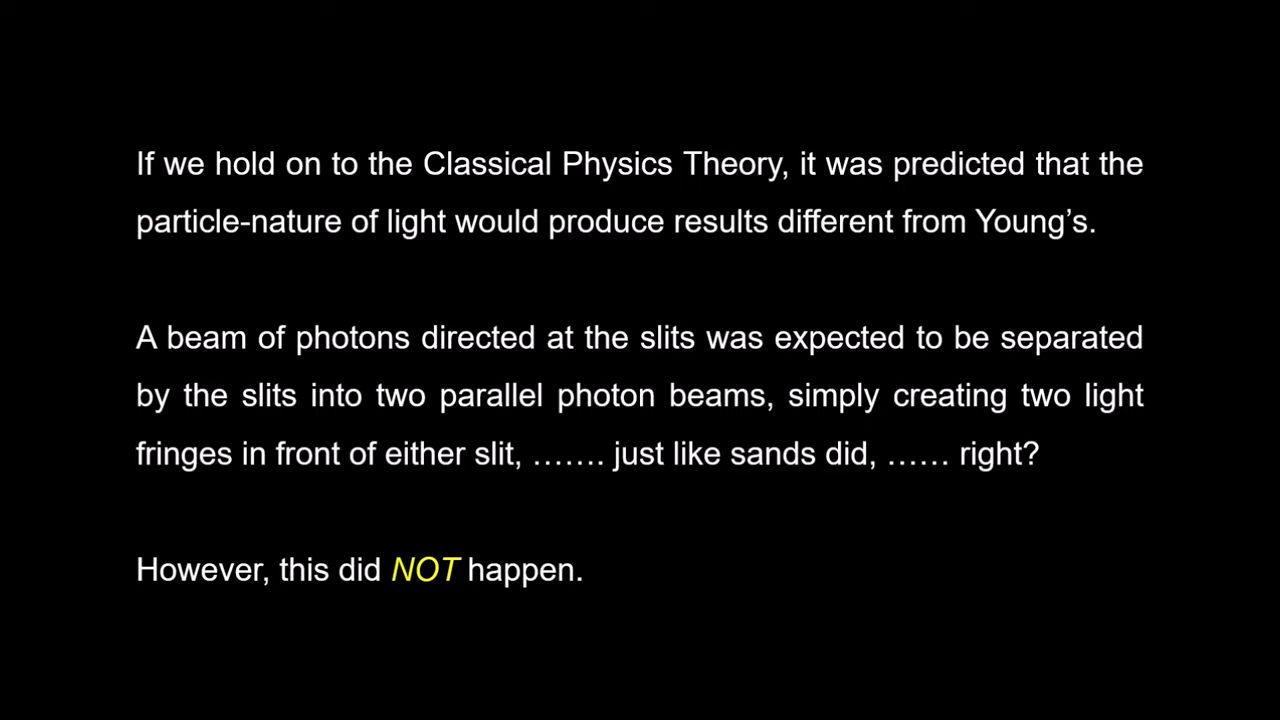 If we hold on to the Classical Physics Theory, it was predicted that the
particle-nature of light would produce results different from Young’s.
A beam of photons directed at the slits was expected to be separated
by the slits into two parallel photon beams, simply creating two light
fringes in front of either slit, ……. just like sands did, …… right?
However, this did NOT happen.